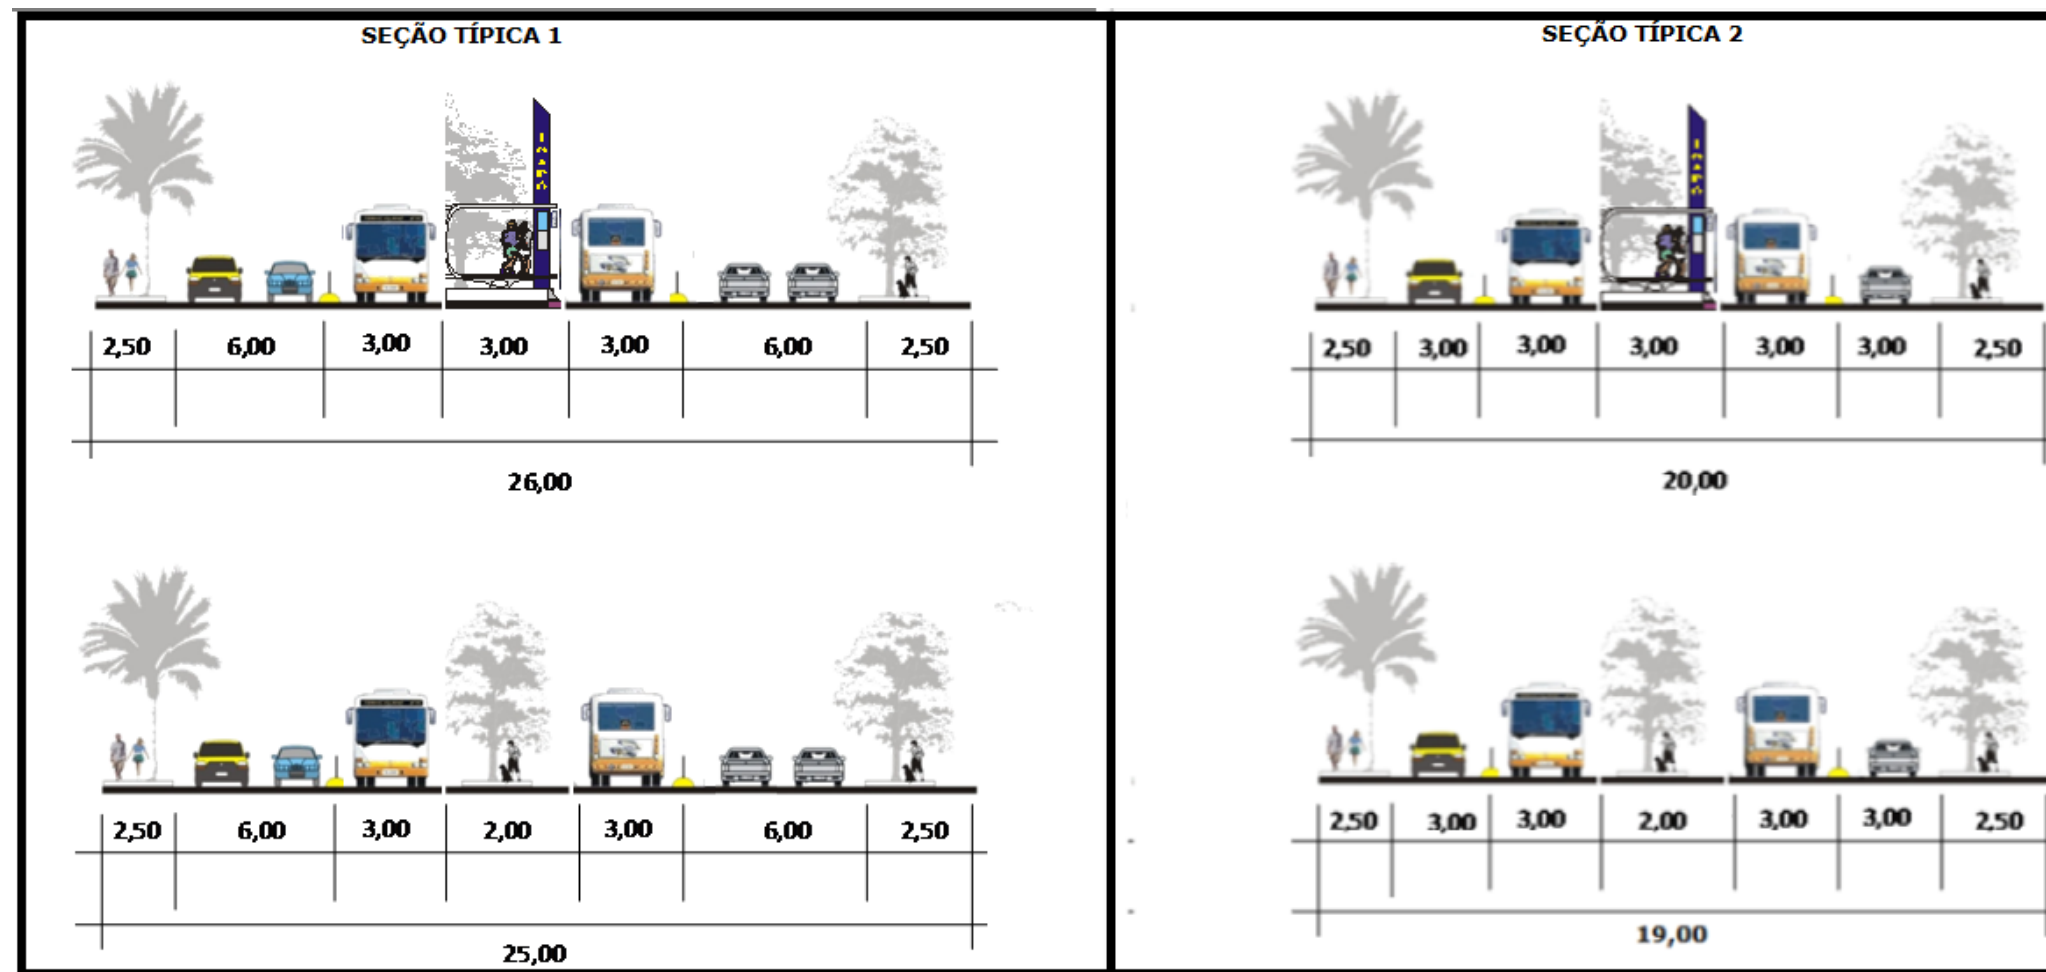 SEÇÃO TÍPICA 1
2,50 6,00 3,00 3,00 3,00 6,00 2,50
26,00
2,50 6,00 3,00 2,00 3,00 6,00 2,50
25,00
SEÇÃO TÍPICA 2
2,50 3,00 3,00 3,00 3,00 3,00 2,50
20,00
2,50 3,00 3,00 2,00 3,00 3,00 2,50
19,00